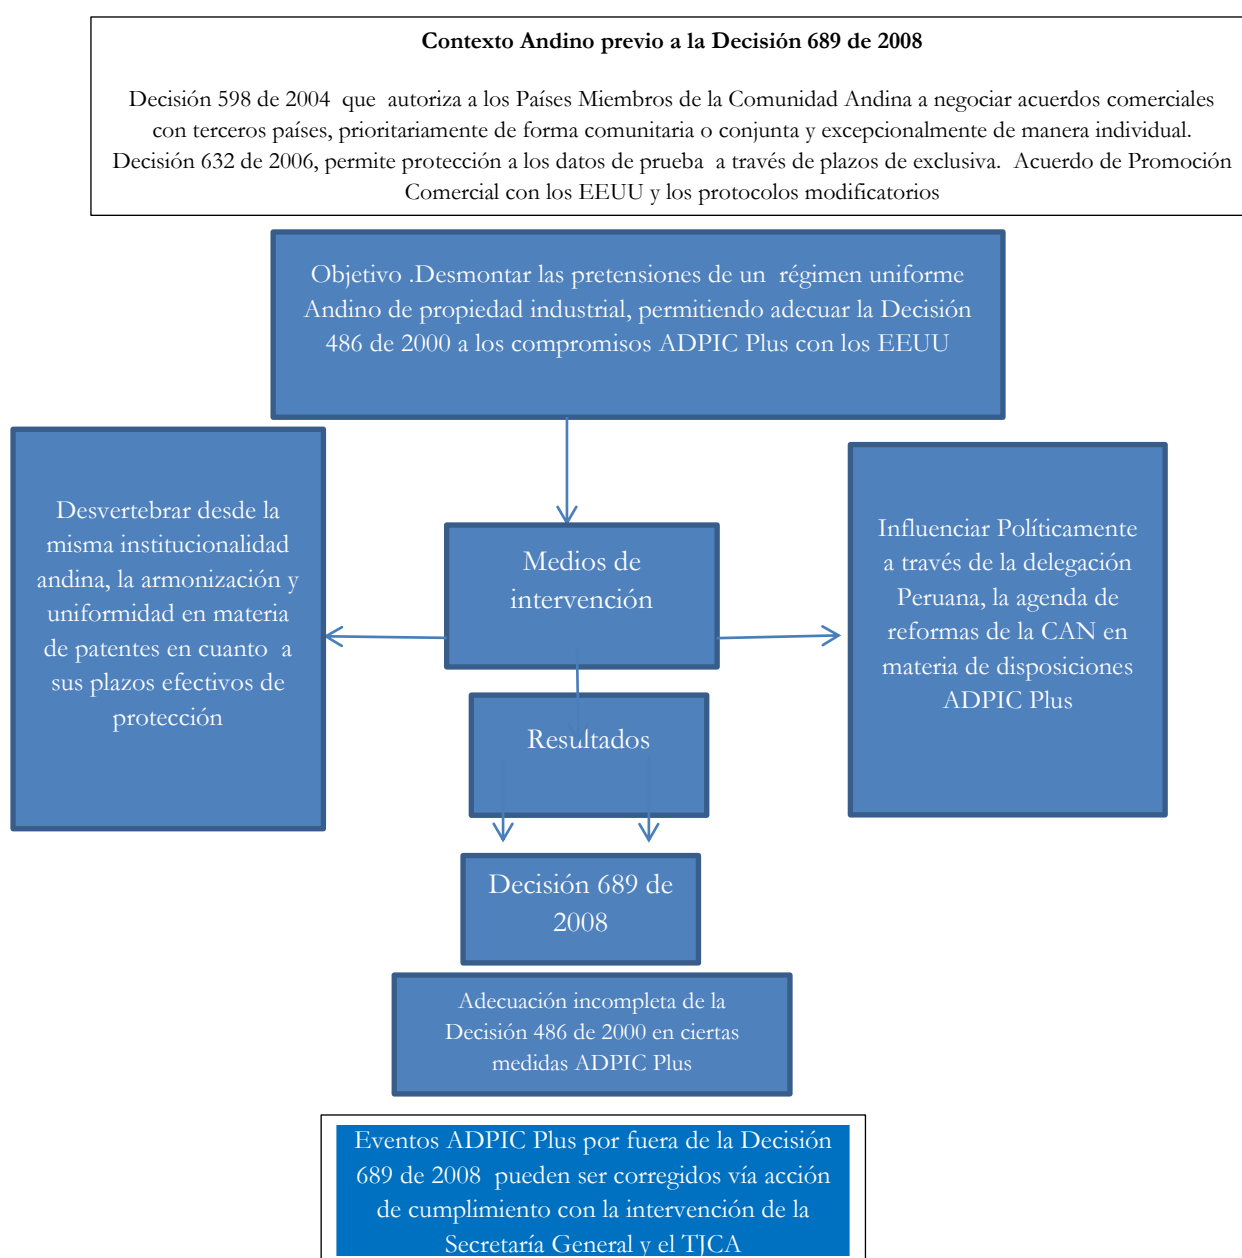 Contexto Andino previo a la Decisión 689 de 2008
Decisión 598 de 2004 que autoriza a los Países Miembros de la Comunidad Andina a negociar acuerdos comerciales
con terceros países, prioritariamente de forma comunitaria o conjunta y excepcionalmente de manera individual.
Decisión 632 de 2006, permite protección a los datos de prueba a través de plazos de exclusiva. Acuerdo de Promoción
Comercial con los EEUU y los protocolos modificatorios
Objetivo .Desmontar las pretensiones de un régimen uniforme
Andino de propiedad industrial, permitiendo adecuar la Decisión
486 de 2000 a los compromisos ADPIC Plus con los EEUU
Desvertebrar desde la
misma institucionalidad
andina, la armonización y
uniformidad en materia
de patentes en cuanto a
sus plazos efectivos de
protección
Medios de
intervención
Influenciar Políticamente
a través de la delegación
Peruana, la agenda de
reformas de la CAN en
materia de disposiciones
ADPIC Plus
Resultados
Decisión 689 de
2008
Adecuación incompleta de la
Decisión 486 de 2000 en ciertas
medidas ADPIC Plus
Eventos ADPIC Plus por fuera de la Decisión
689 de 2008 pueden ser corregidos vía acción
de cumplimiento con la intervención de la
Secretaría General y el TJCA